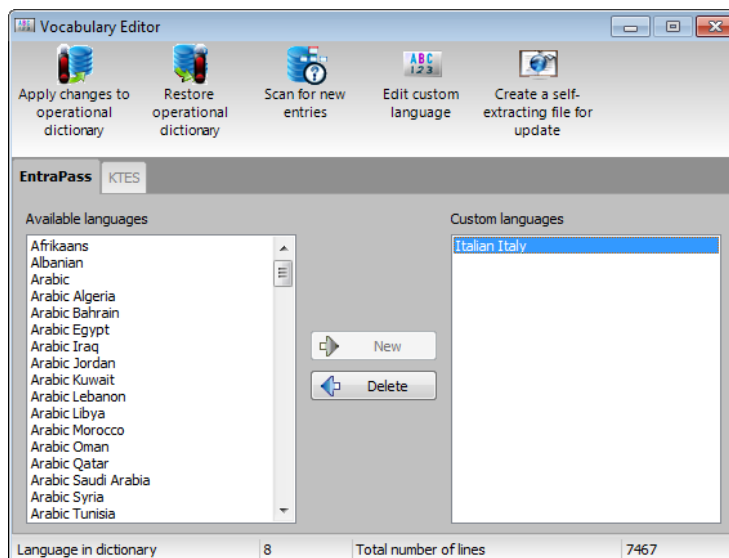 Vocabulary Editor
Apply changes to operational dictionary
Restore operational dictionary
Scan for new entries
ABC 123
Edit custom language
Create a self-extracting file for update
EntraPass
KTES
Available languages
Afrikaans
Albanian
Arabic
Arabic Algeria
Arabic Bahrain
Arabic Egypt
Arabic Iraq
Arabic Jordan
Arabic Kuwait
Arabic Lebanon
Arabic Libya
Arabic Morocco
Arabic Oman
Arabic Qatar
Arabic Saudi Arabia
Arabic Syria
Arabic Tunisia
New
Delete
Custom languages
Italian Italy
Language in dictionary 8 Total number of lines 7467